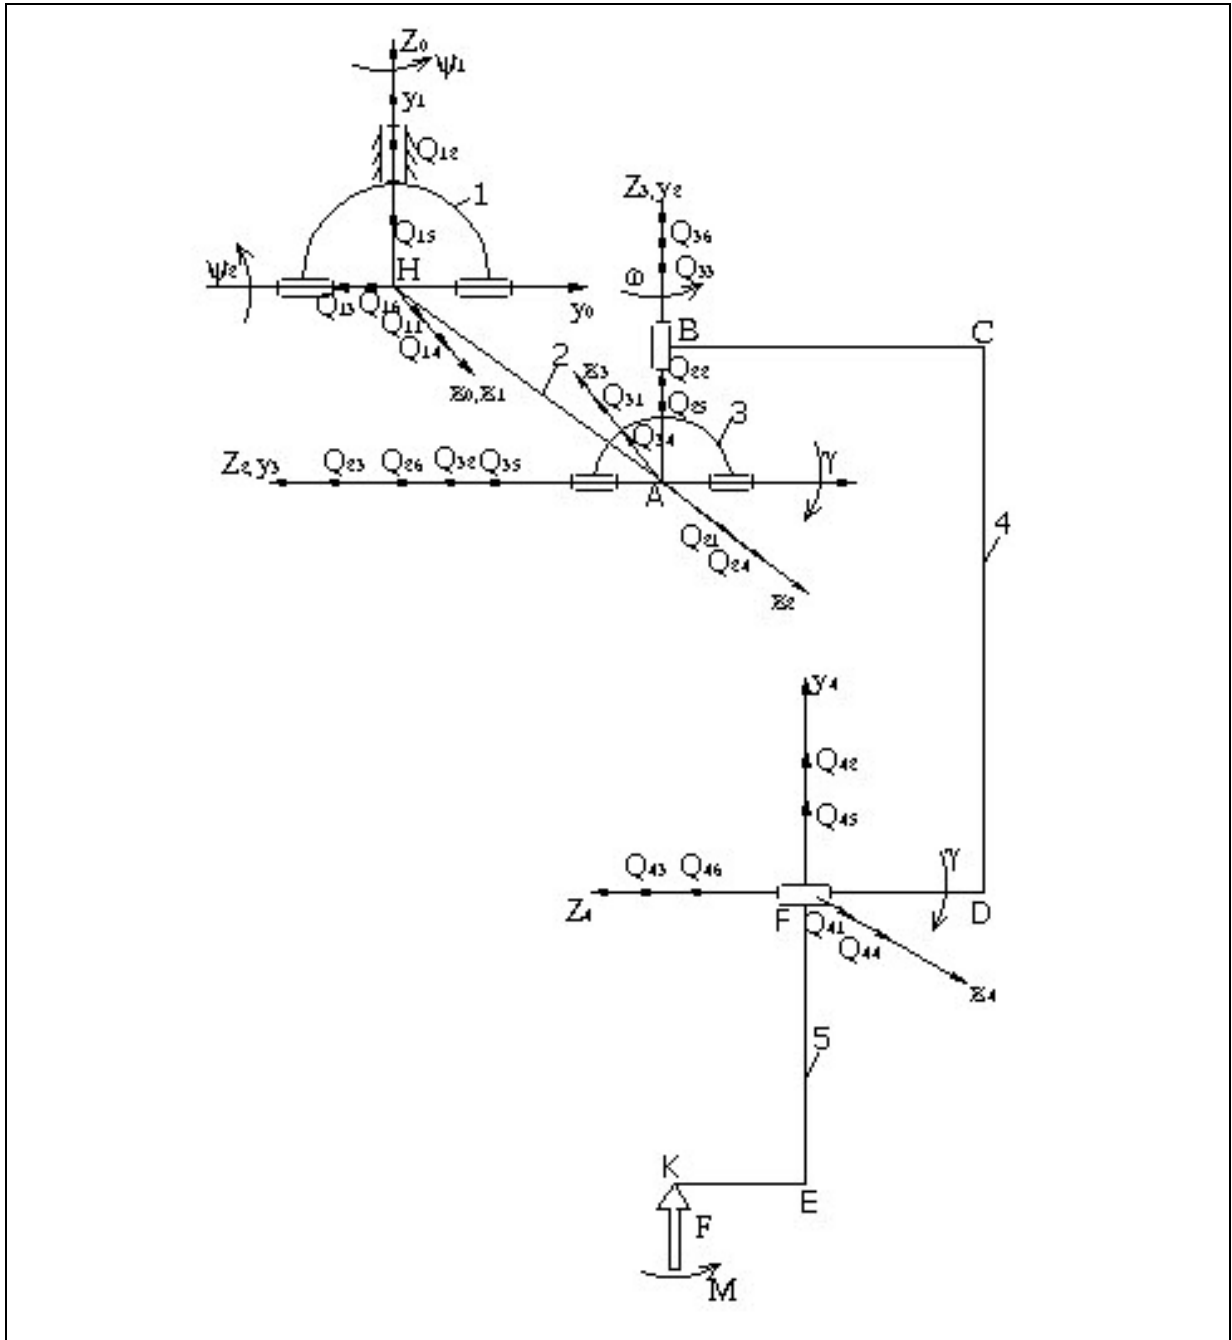 Z₀
ψ₁
y₁
Q₁₂
1
Z₃,y₂
Q₁₅
Q₃₆
ψ₂
H
Q₃₃
ω
Q₁₃
Q₁₆
y₀
Q₁₁
B
C
Q₁₄
2
Q₂₂
x₃
x₀,x₁
Q₃₁
Q₂₅
3
Q₃₄
Z₂,y₃
Q₂₃
Q₂₆
Q₃₂
Q₃₅
γ
A
Q₂₁
4
Q₂₄
x₂
y₄
Q₄₂
Q₄₅
γ
Q₄₃
Q₄₆
Z₄
F
Q₄₁
D
Q₄₄
x₄
5
K
E
F
M